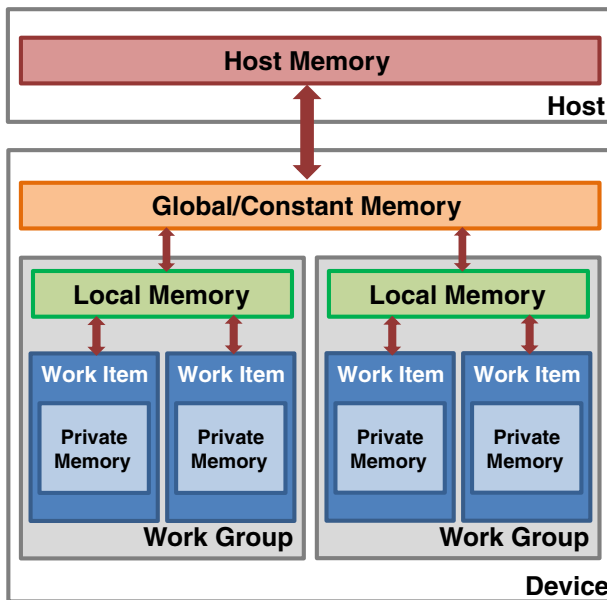 Host Memory
Host
Global/Constant Memory
Local Memory
Local Memory
Work Item
Work Item
Work Item
Work Item
Private
Memory
Private
Memory
Private
Memory
Private
Memory
Work Group
Work Group
Device